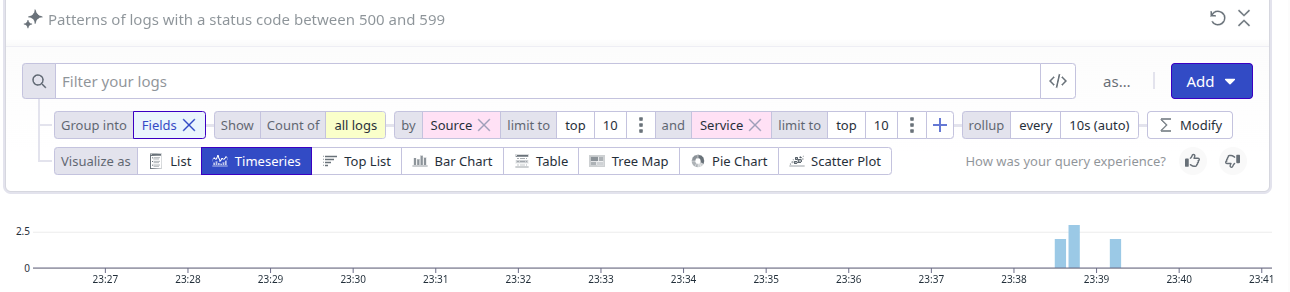 Patterns of logs with a status code between 500 and 599
Filter your logs </> as... Add
Group into Fields Show Count of all logs by Source limit to top 10 and Service limit to top 10 + rollup every 10s (auto) Σ Modify
Visualize as List Timeseries Top List Bar Chart Table Tree Map Pie Chart Scatter Plot How was your query experience?
2.5
0
23:27 23:28 23:29 23:30 23:31 23:32 23:33 23:34 23:35 23:36 23:37 23:38 23:39 23:40 23:41